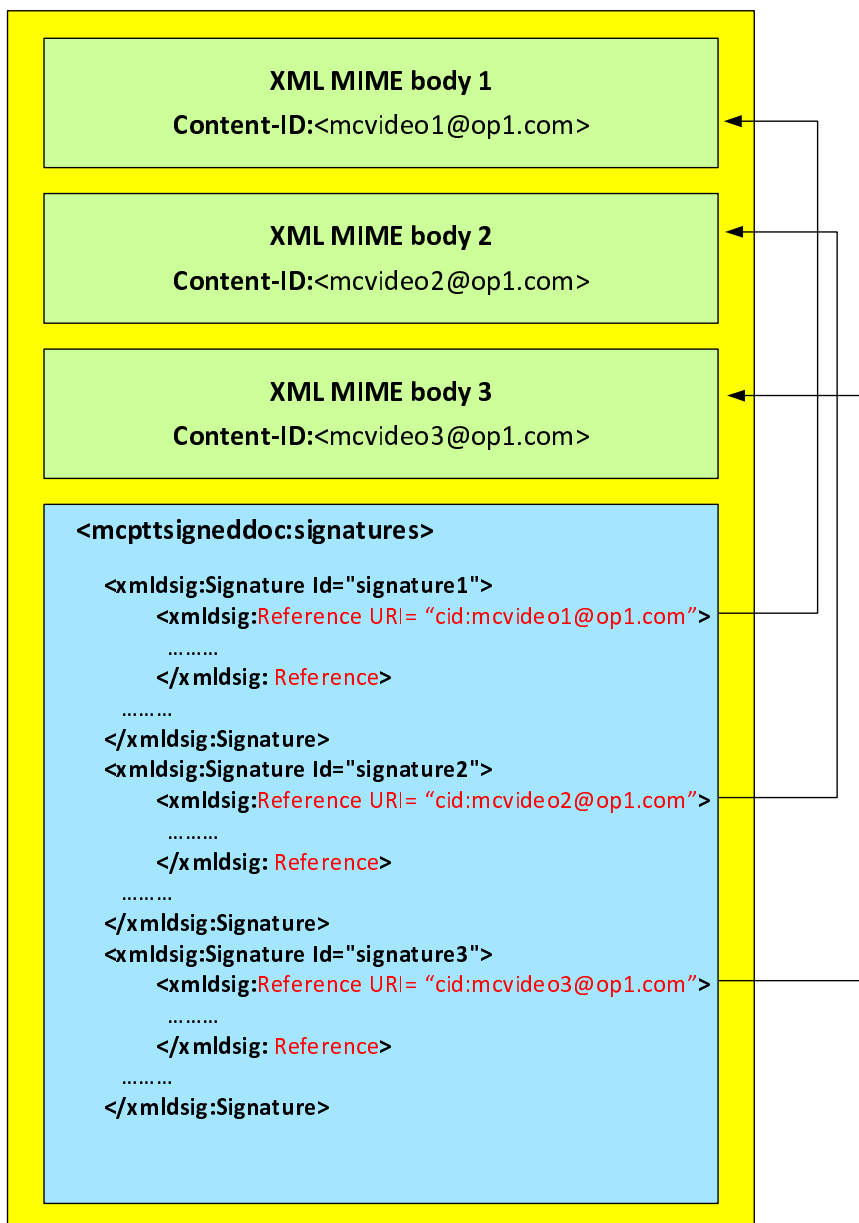 XML MIME body 1
Content-ID:<mcvideo1@op1.com>
XML MIME body 2
Content-ID:<mcvideo2@op1.com>
XML MIME body 3
Content-ID:<mcvideo3@op1.com>
<mcpttsigneddoc:signatures>
<xmldsig:Signature Id="signature1">
<xmldsig:Reference URI= “cid:mcvideo1@op1.com”>
………
</xmldsig: Reference>
………
</xmldsig:Signature>
<xmldsig:Signature Id="signature2">
<xmldsig:Reference URI= “cid:mcvideo2@op1.com”>
………
</xmldsig: Reference>
………
</xmldsig:Signature>
<xmldsig:Signature Id="signature3">
<xmldsig:Reference URI= “cid:mcvideo3@op1.com”>
………
</xmldsig: Reference>
………
</xmldsig:Signature>